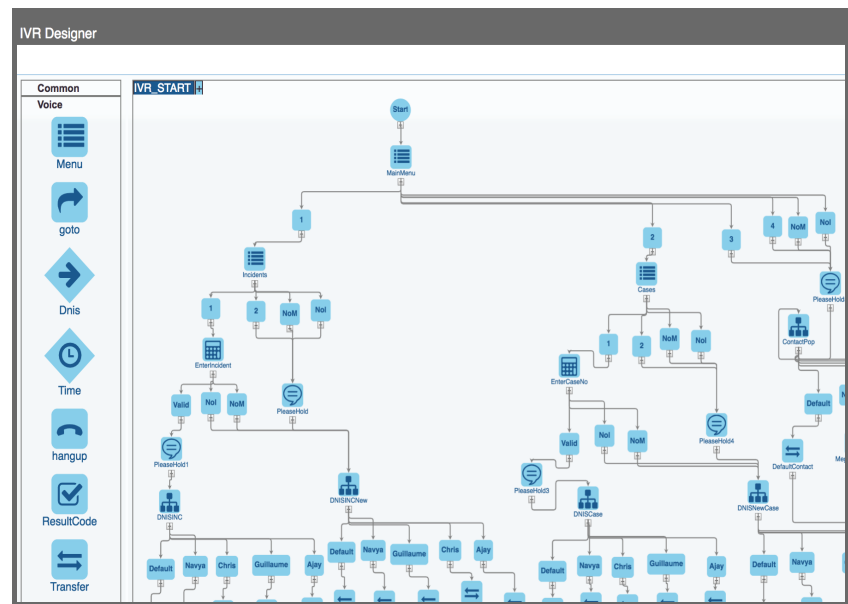 IVR Designer
Common
Voice
Menu
goto
Dnis
Time
hangup
ResultCode
Transfer
IVR_START +
Start
MainMenu
1
2
3
4
NoM
NoI
Incidents
Cases
PleaseHold
1
2
NoM
NoI
1
2
NoM
NoI
ContactPop
EnterIncident
EnterCaseNo
Valid
NoI
NoM
PleaseHold
Default
PleaseHold1
Valid
NoI
NoM
PleaseHold4
DefaultContact
PleaseHold3
DNISINC
DNISINCNew
DNISCase
DNISNewCase
Default
Navya
Chris
Guillaume
Ajay
Default
Navya
Guillaume
Chris
Ajay
Default
Navya
Chris
Guillaume
Ajay
Default
Navya